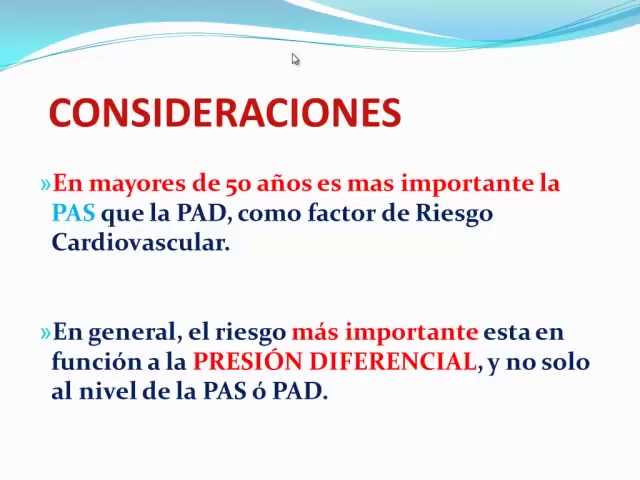 CONSIDERACIONES
»En mayores de 50 años es mas importante la
PAS que la PAD, como factor de Riesgo
Cardiovascular.
»En general, el riesgo más importante esta en
función a la PRESIÓN DIFERENCIAL, y no solo
al nivel de la PAS ó PAD.